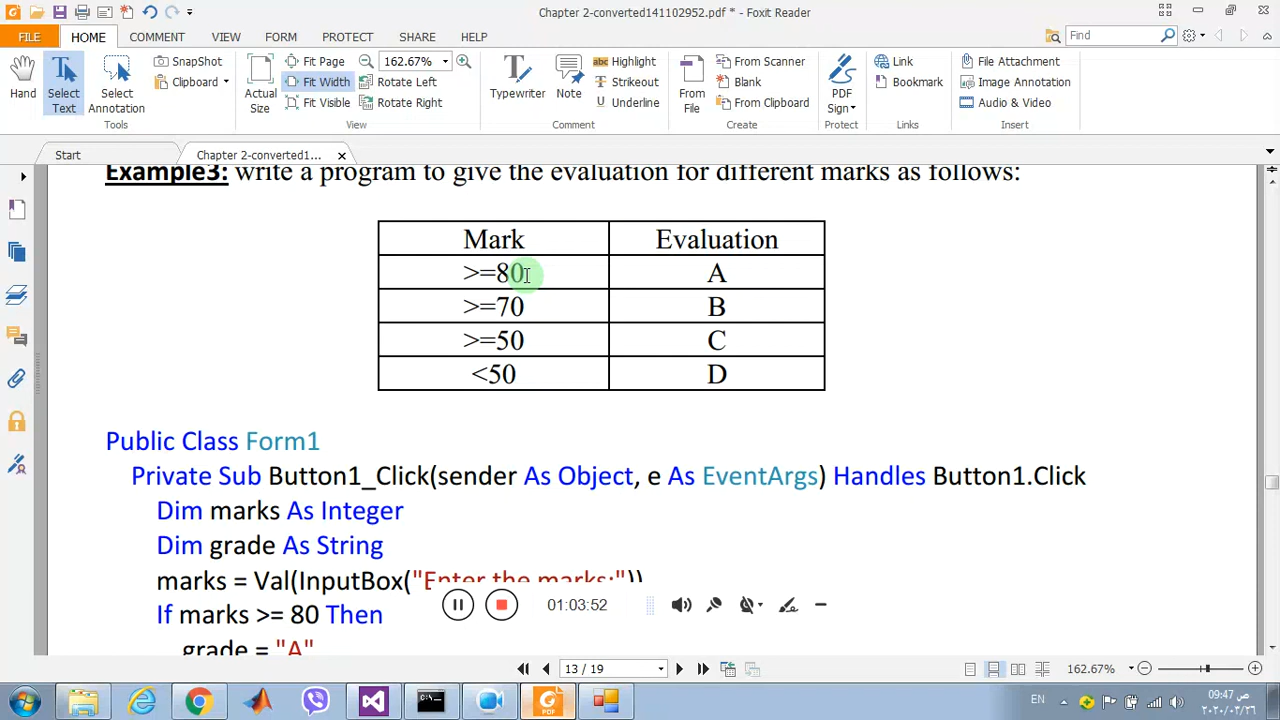 Chapter 2-converted141102952.pdf * - Foxit Reader
FILE HOME COMMENT VIEW FORM PROTECT SHARE HELP Find
Hand
Select Text
Select Annotation
SnapShot
Clipboard
Tools
Actual Size
Fit Page
Fit Width
Fit Visible
162.67%
Rotate Left
Rotate Right
View
Typewriter
Note
Highlight
Strikeout
Underline
Comment
From File
From Scanner
Blank
From Clipboard
Create
PDF Sign
Protect
Link
Bookmark
Links
File Attachment
Image Annotation
Audio & Video
Insert
Start Chapter 2-converted1...
Example3: write a program to give the evaluation for different marks as follows:
Mark Evaluation
>=80 A
>=70 B
>=50 C
<50 D
Public Class Form1
Private Sub Button1_Click(sender As Object, e As EventArgs) Handles Button1.Click
Dim marks As Integer
Dim grade As String
marks = Val(InputBox("Enter the marks:"))
If marks >= 80 Then
grade = "A"
01:03:52
13 / 19 162.67%
PDF
EN
09:47 ص
٢٠٢٠/٠٣/٢٦